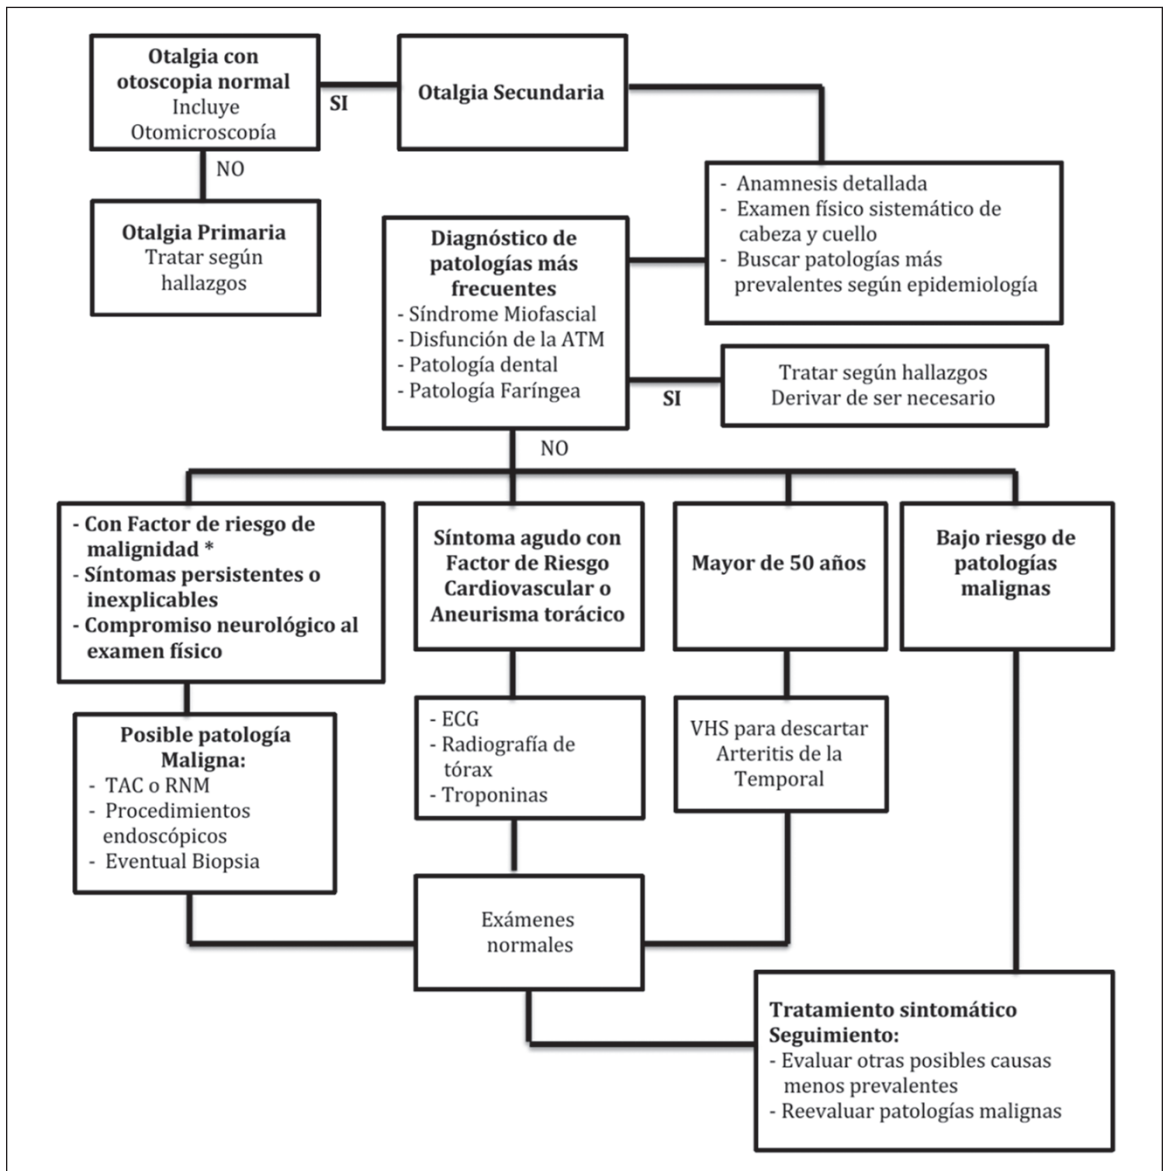 Otalgia con
otoscopia normal
Incluye
Otomicroscopía
SI
Otalgia Secundaria
NO
Otalgia Primaria
Tratar según
hallazgos
- Anamnesis detallada
- Examen físico sistemático de
cabeza y cuello
- Buscar patologías más
prevalentes según epidemiología
Diagnóstico de
patologías más
frecuentes
- Síndrome Miofascial
- Disfunción de la ATM
- Patología dental
- Patología Faríngea
SI
Tratar según hallazgos
Derivar de ser necesario
NO
- Con Factor de riesgo de
malignidad *
- Síntomas persistentes o
inexplicables
- Compromiso neurológico al
examen físico
Síntoma agudo con
Factor de Riesgo
Cardiovascular o
Aneurisma torácico
Mayor de 50 años
Bajo riesgo de
patologías
malignas
Posible patología
Maligna:
- TAC o RNM
- Procedimientos
endoscópicos
- Eventual Biopsia
- ECG
- Radiografía de
tórax
- Troponinas
VHS para descartar
Arteritis de la
Temporal
Exámenes
normales
Tratamiento sintomático
Seguimiento:
- Evaluar otras posibles causas
menos prevalentes
- Reevaluar patologías malignas